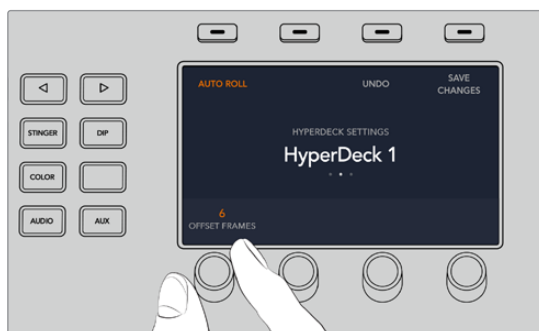 AUTO ROLL
UNDO
SAVE
CHANGES
HYPERDECK SETTINGS
HyperDeck 1
STINGER
DIP
COLOR
AUDIO
AUX
6
OFFSET FRAMES